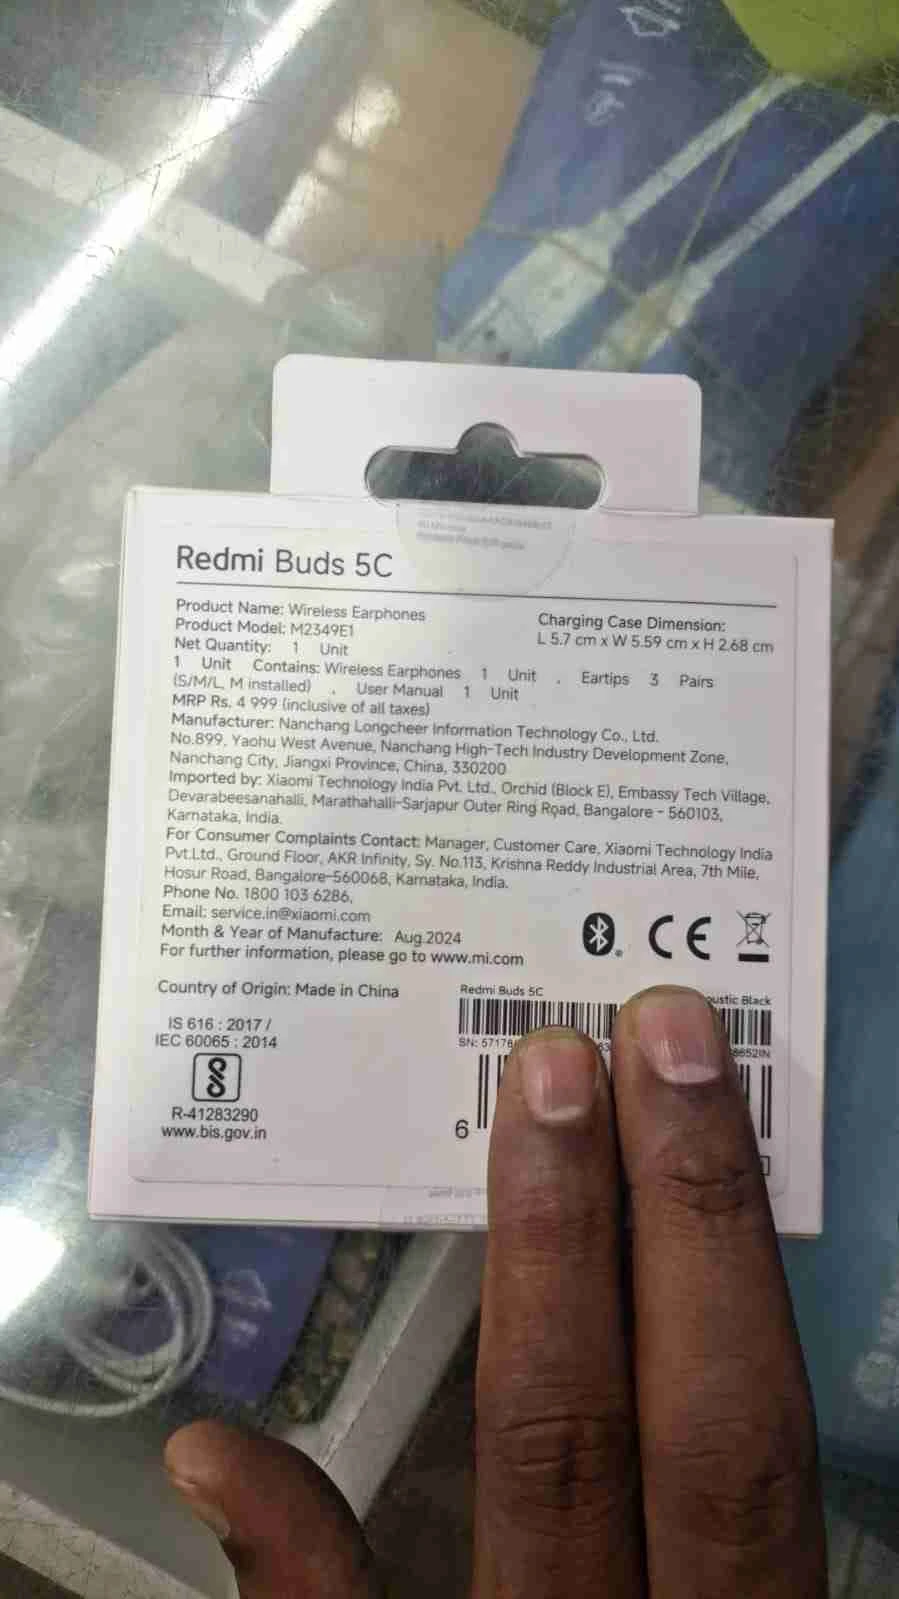 Redmi Buds 5C
Product Name: Wireless Earphones
Product Model: M2349E1
Net Quantity: 1 Unit
1 Unit Contains: Wireless Earphones 1 Unit , Eartips 3 Pairs
(S/M/L, M installed) , User Manual 1 Unit
MRP Rs. 4 999 (inclusive of all taxes)
Charging Case Dimension:
L 5.7 cm x W 5.59 cm x H 2.68 cm
Manufacturer: Nanchang Longcheer Information Technology Co., Ltd.
No.899, Yaohu West Avenue, Nanchang High-Tech Industry Development Zone,
Nanchang City, Jiangxi Province, China, 330200
Imported by: Xiaomi Technology India Pvt. Ltd., Orchid (Block E), Embassy Tech Village,
Devarabeesanahalli, Marathahalli-Sarjapur Outer Ring Road, Bangalore - 560103,
Karnataka, India.
For Consumer Complaints Contact: Manager, Customer Care, Xiaomi Technology India
Pvt.Ltd., Ground Floor, AKR Infinity, Sy. No.113, Krishna Reddy Industrial Area, 7th Mile,
Hosur Road, Bangalore-560068, Karnataka, India.
Phone No. 1800 103 6286,
Email: service.in@xiaomi.com
Month & Year of Manufacture: Aug.2024
For further information, please go to www.mi.com
CE
Country of Origin: Made in China
IS 616 : 2017 /
IEC 60065 : 2014
R-41283290
www.bis.gov.in
Redmi Buds 5C
Black
SN: 57176
8652IN
6